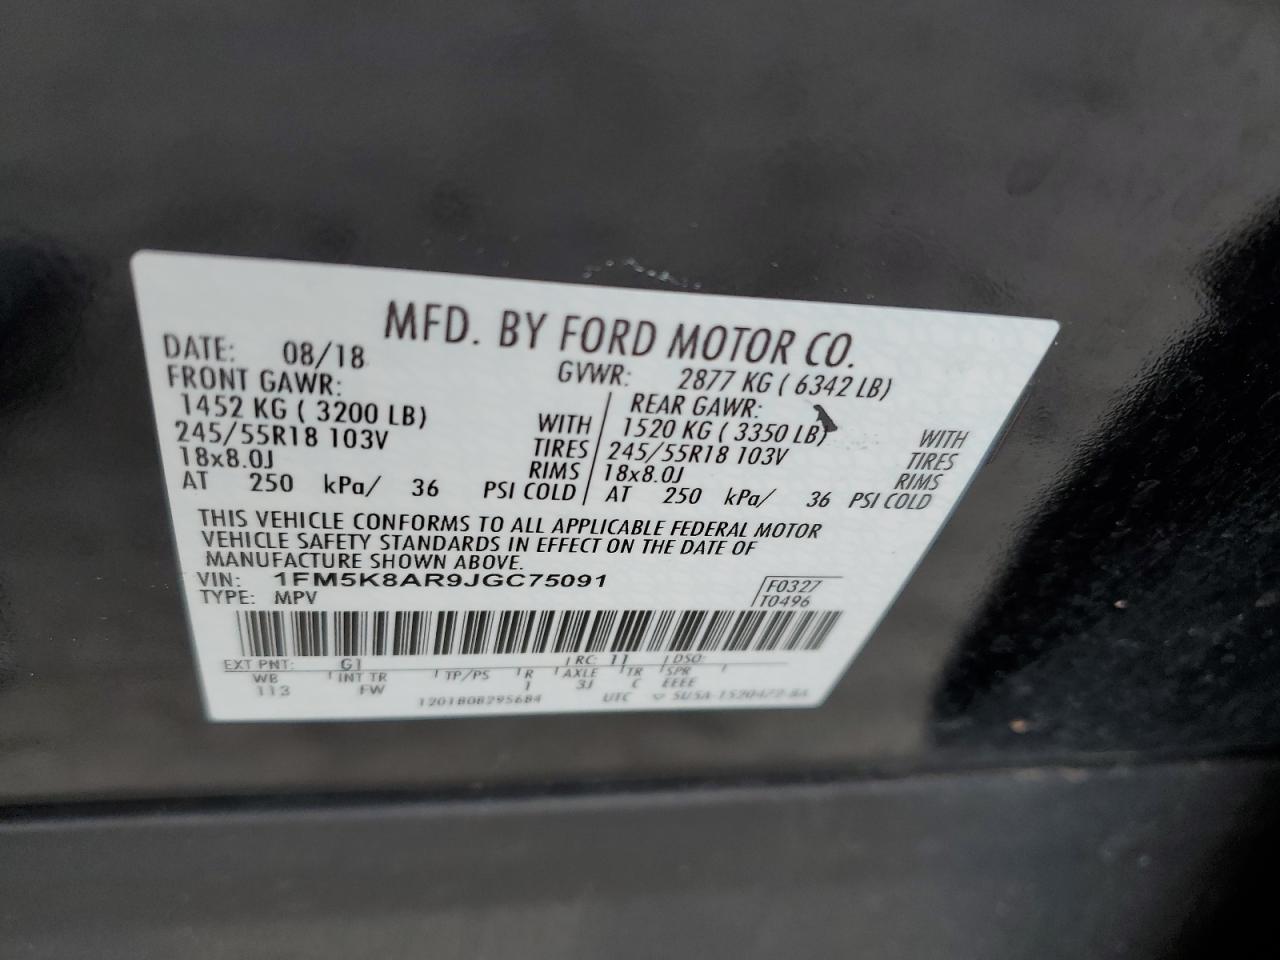 MFD. BY FORD MOTOR CO.
DATE: 08/18 GVWR: 2877 KG ( 6342 LB)
FRONT GAWR: REAR GAWR:
1452 KG ( 3200 LB) WITH 1520 KG ( 3350 LB) WITH
245/55R18 103V TIRES 245/55R18 103V TIRES
18x8.0J RIMS 18x8.0J RIMS
AT 250 kPa/ 36 PSI COLD AT 250 kPa/ 36 PSI COLD
THIS VEHICLE CONFORMS TO ALL APPLICABLE FEDERAL MOTOR
VEHICLE SAFETY STANDARDS IN EFFECT ON THE DATE OF
MANUFACTURE SHOWN ABOVE.
VIN: 1FM5K8AR9JGC75091 F0327
TYPE: MPV T0496
EXT PNT: G1 RC: 11 DSO:
WB INT TR TP/PS R AXLE TR SPR
113 FW 1 3J C EEEE
1201808295684 UTC